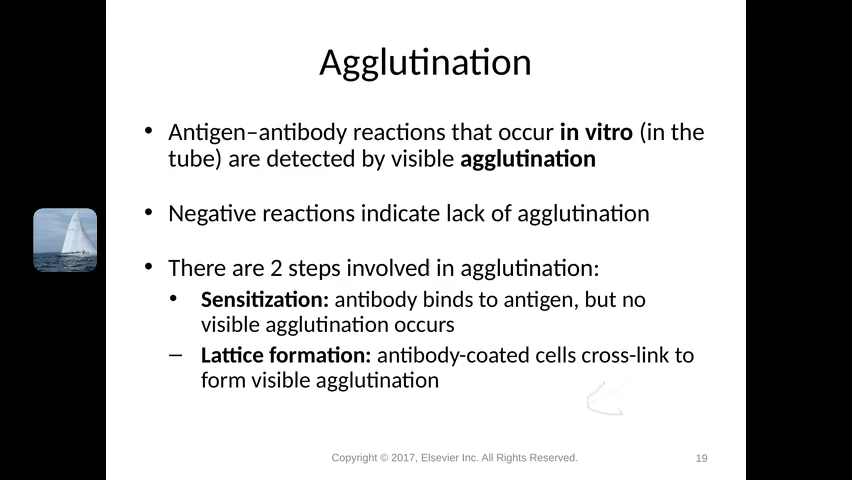 Agglutination
• Antigen–antibody reactions that occur in vitro (in the
tube) are detected by visible agglutination
• Negative reactions indicate lack of agglutination
• There are 2 steps involved in agglutination:
• Sensitization: antibody binds to antigen, but no
visible agglutination occurs
– Lattice formation: antibody-coated cells cross-link to
form visible agglutination
Copyright © 2017, Elsevier Inc. All Rights Reserved.
19